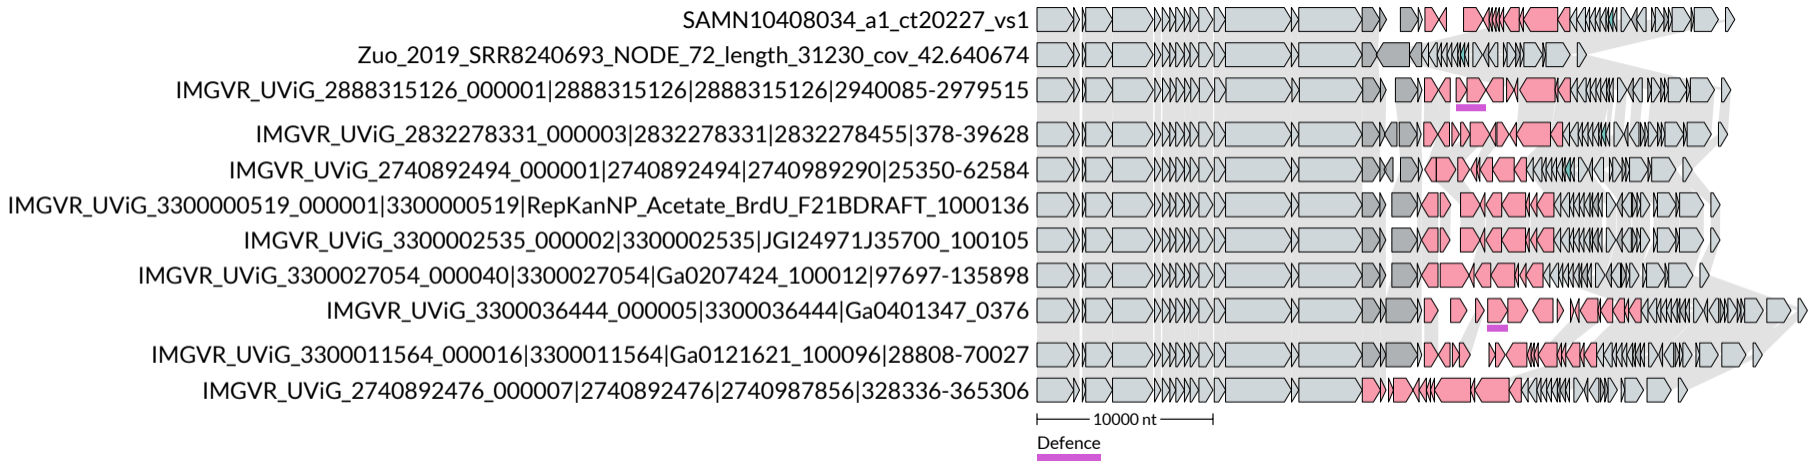 SAMN10408034_a1_ct20227_vs1
Zuo_2019_SRR8240693_NODE_72_length_31230_cov_42.640674
IMGVR_UViG_2888315126_000001|2888315126|2888315126|2940085-2979515
IMGVR_UViG_2832278331_000003|2832278331|2832278455|378-39628
IMGVR_UViG_2740892494_000001|2740892494|2740989290|25350-62584
IMGVR_UViG_3300000519_000001|3300000519|RepKanNP_Acetate_BrdU_F21BDRAFT_1000136
IMGVR_UViG_3300002535_000002|3300002535|JGI24971J35700_100105
IMGVR_UViG_3300027054_000040|3300027054|Ga0207424_100012|97697-135898
IMGVR_UViG_3300036444_000005|3300036444|Ga0401347_0376
IMGVR_UViG_3300011564_000016|3300011564|Ga0121621_100096|28808-70027
IMGVR_UViG_2740892476_000007|2740892476|2740987856|328336-365306
10000 nt
Defence